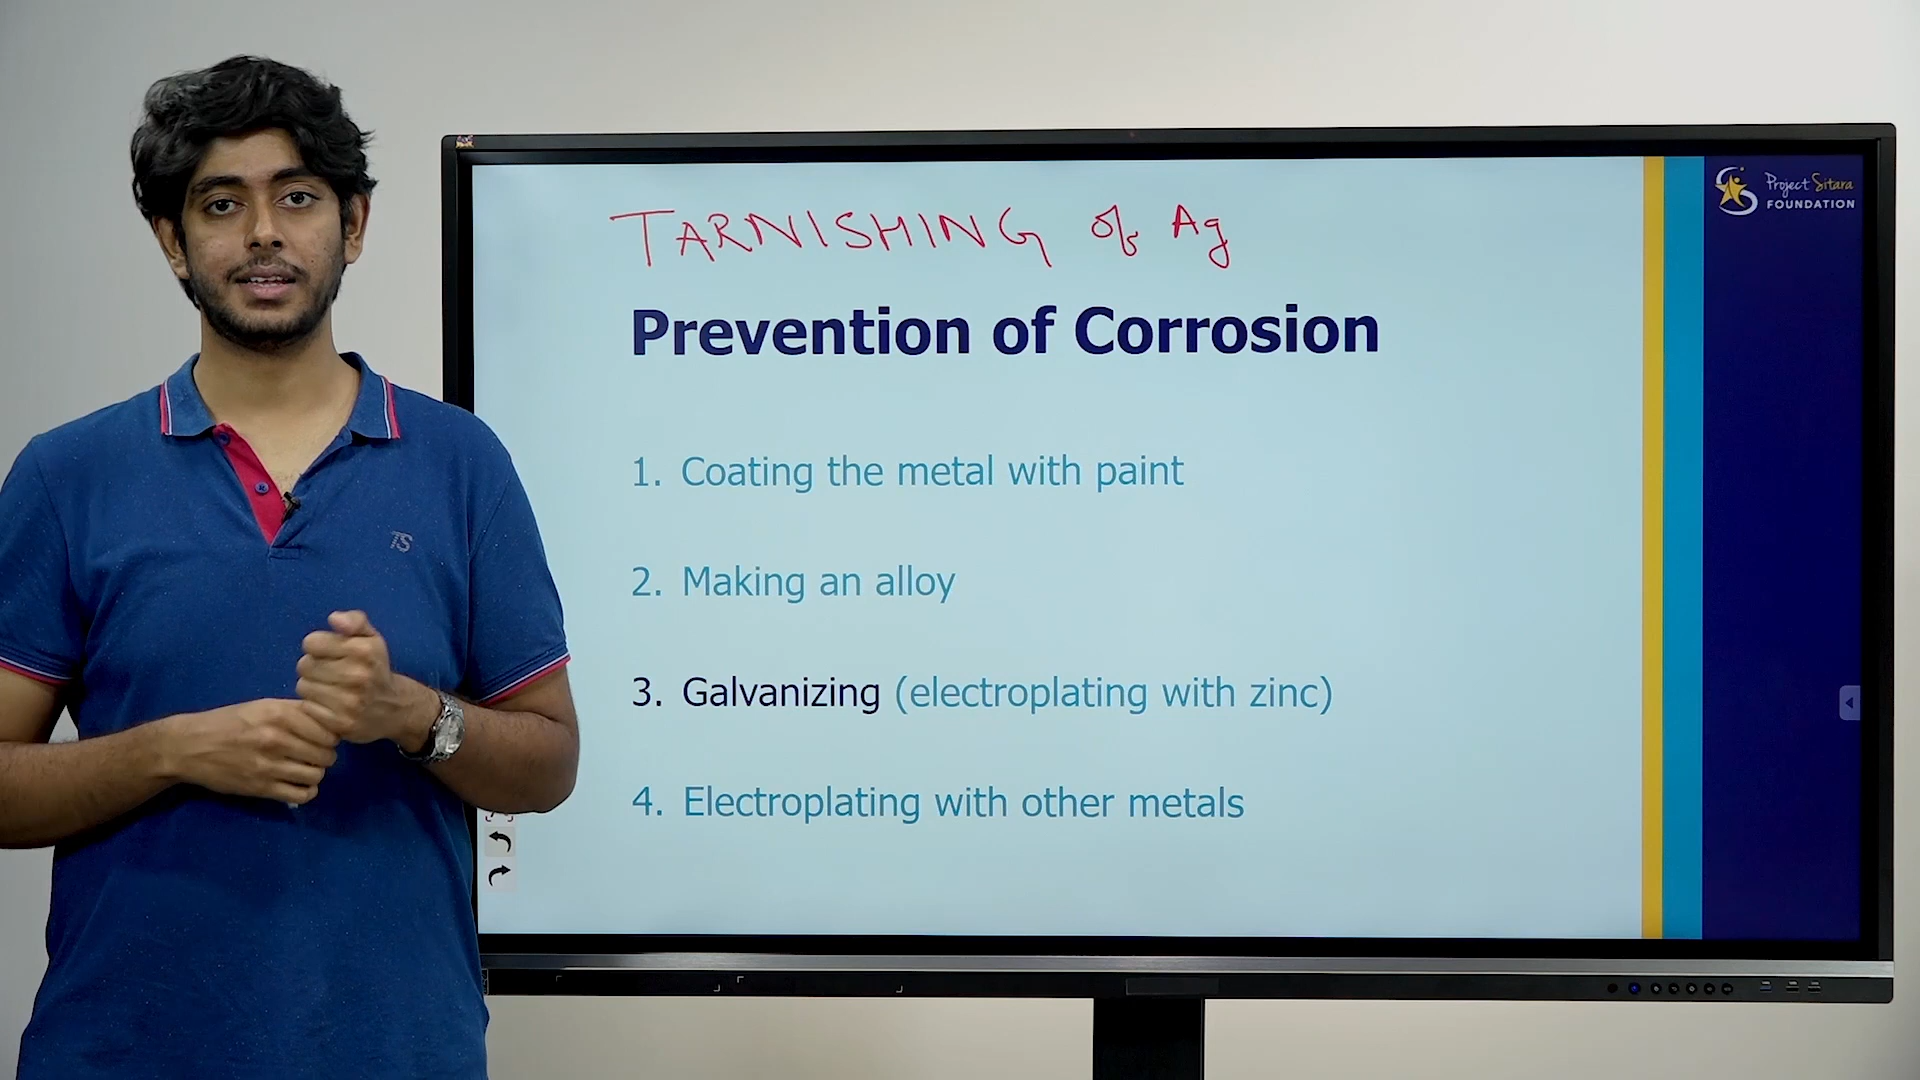 TARNISHING of Ag
Prevention of Corrosion
1. Coating the metal with paint
2. Making an alloy
3. Galvanizing (electroplating with zinc)
4. Electroplating with other metals
Project Sitara
FOUNDATION
TS